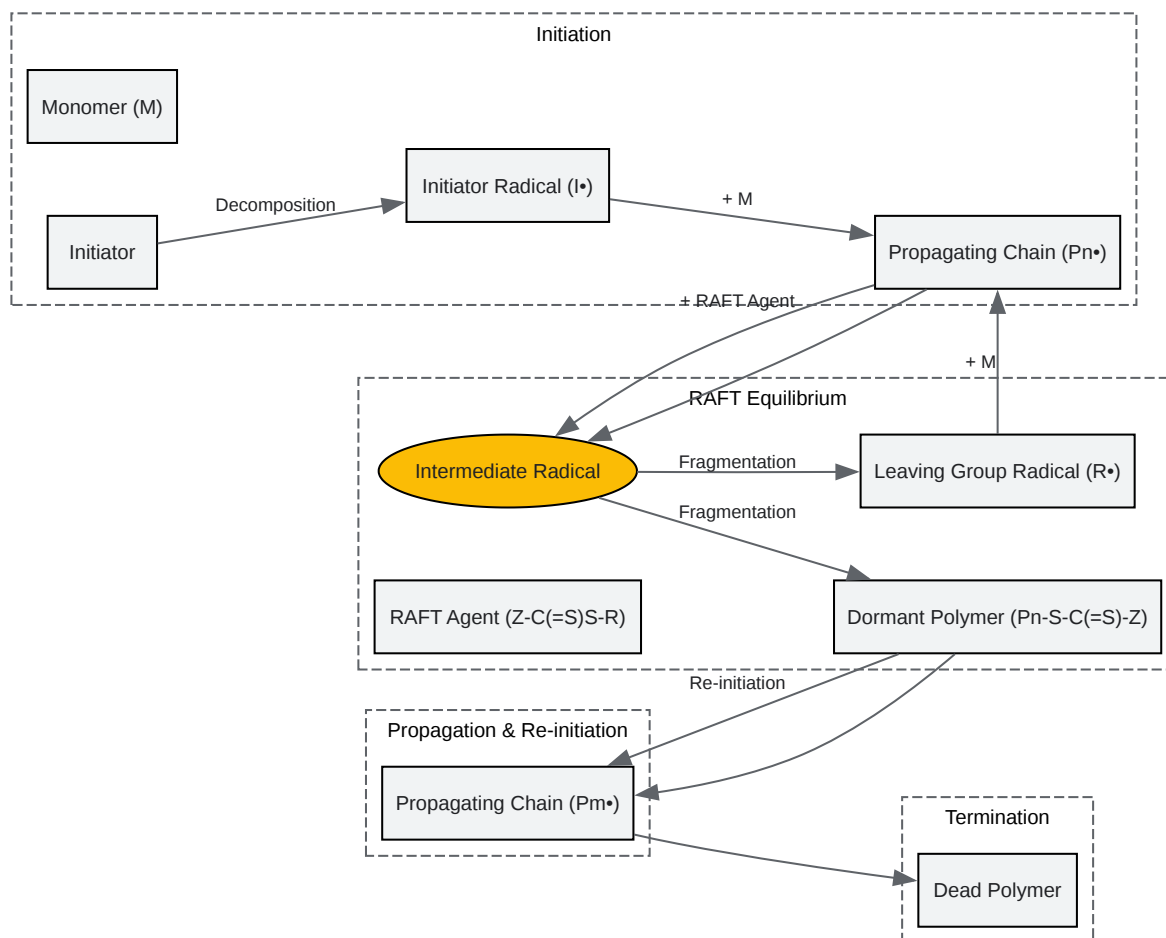 Initiation
Monomer (M)
Initiator Radical (I•)
Decomposition
+ M
Initiator
Propagating Chain (Pn•)
+ RAFT Agent
+ M
RAFT Equilibrium
Intermediate Radical
Fragmentation
Leaving Group Radical (R•)
Fragmentation
RAFT Agent (Z-C(=S)S-R)
Dormant Polymer (Pn-S-C(=S)-Z)
Re-initiation
Propagation & Re-initiation
Propagating Chain (Pm•)
Termination
Dead Polymer